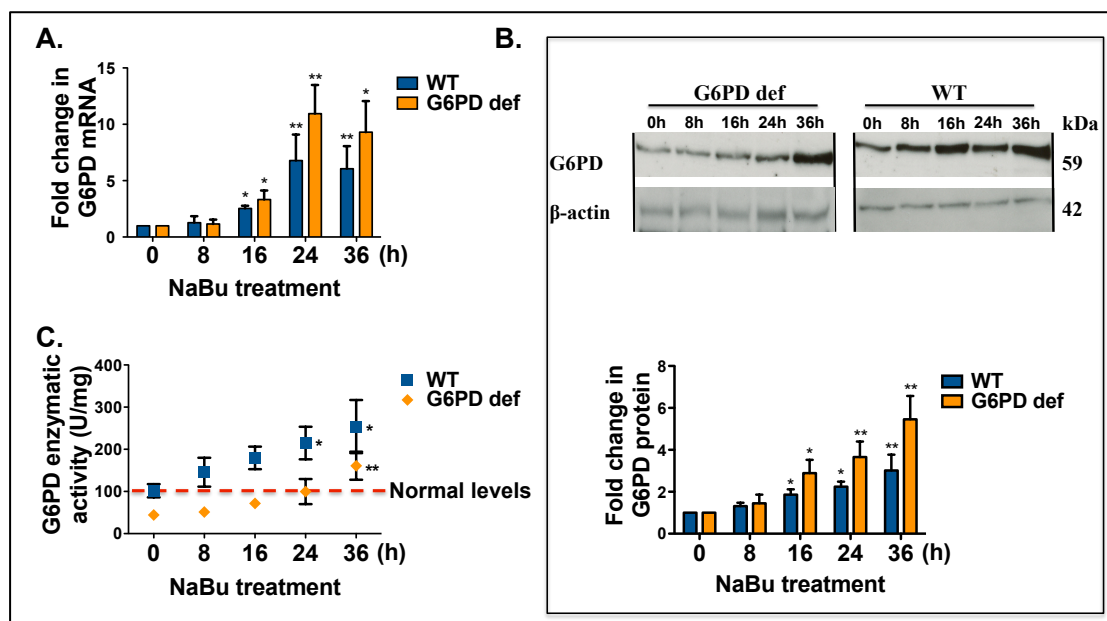 A.
Fold change in
G6PD mRNA
15
10
5
0
** ** ** * * *
WT
G6PD def
0 8 16 24 36 (h)
NaBu treatment
B.
G6PD def WT
0h 8h 16h 24h 36h 0h 8h 16h 24h 36h kDa
G6PD 59
β-actin 42
Fold change in
G6PD protein
8
6
4
2
0
* * * ** ** **
WT
G6PD def
0 8 16 24 36 (h)
NaBu treatment
C.
G6PD enzymatic
activity (U/mg)
400
300
200
100
0
* * **
WT
G6PD def
Normal levels
0 8 16 24 36 (h)
NaBu treatment